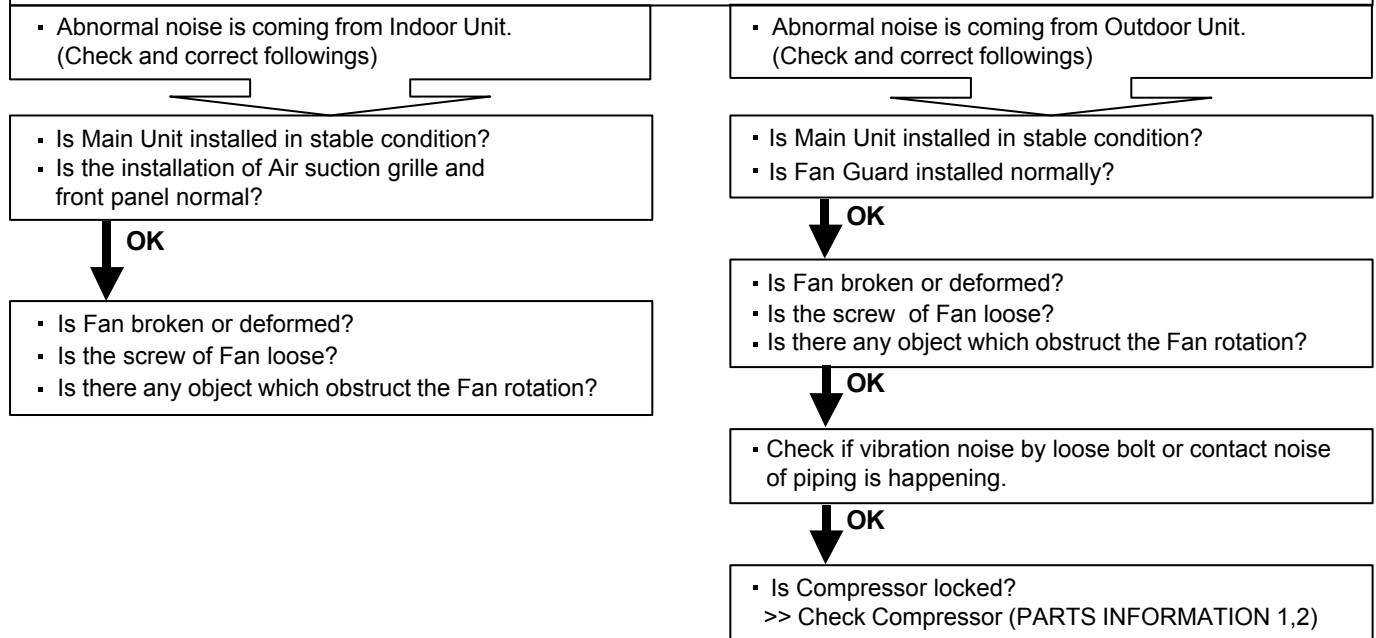 ▪ Abnormal noise is coming from Indoor Unit.
(Check and correct followings)
▪ Is Main Unit installed in stable condition?
▪ Is the installation of Air suction grille and
front panel normal?
OK
▪ Is Fan broken or deformed?
▪ Is the screw of Fan loose?
▪ Is there any object which obstruct the Fan rotation?
▪ Abnormal noise is coming from Outdoor Unit.
(Check and correct followings)
▪ Is Main Unit installed in stable condition?
▪ Is Fan Guard installed normally?
OK
▪ Is Fan broken or deformed?
▪ Is the screw of Fan loose?
▪ Is there any object which obstruct the Fan rotation?
OK
▪ Check if vibration noise by loose bolt or contact noise
of piping is happening.
OK
▪ Is Compressor locked?
>> Check Compressor (PARTS INFORMATION 1,2)